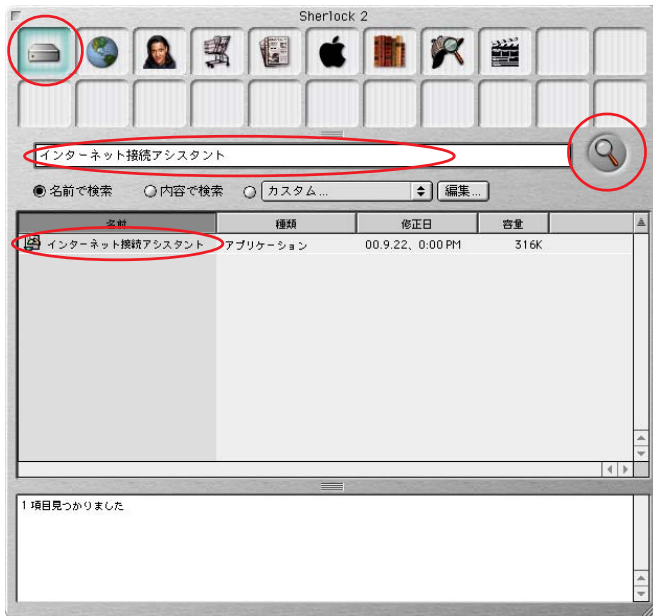 Sherlock 2
インターネット接続アシスタント
名前で検索 内容で検索 カスタム... 編集...
名前 種類 修正日 容量
インターネット接続アシスタント アプリケーション 00.9.22、0:00 PM 316K
1 項目見つかりました